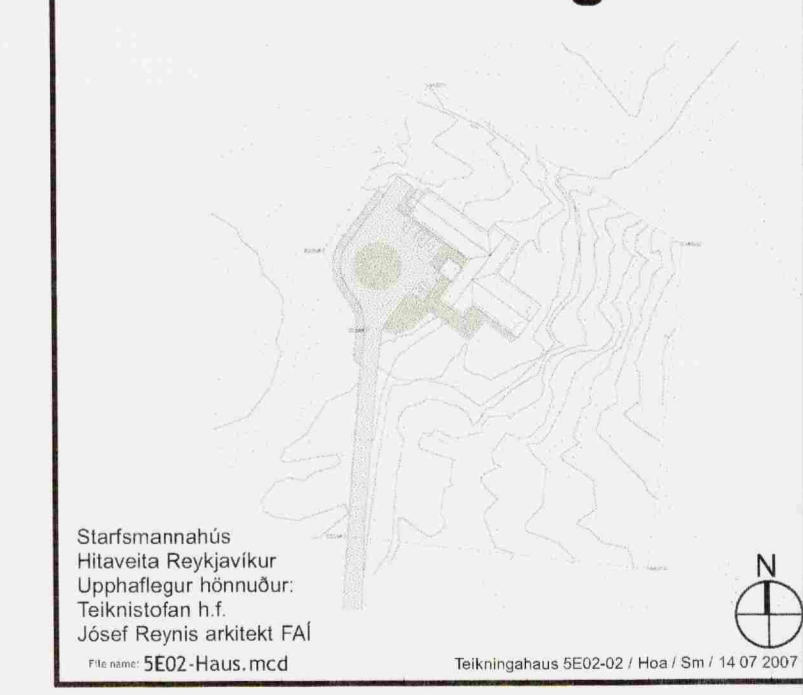 Starfsmannahús
Hitaveita Reykjavíkur
Upphaflegur hönnuður:
Teiknistofan h.f.
Jósef Reynis arkitekt FAÍ
File name: 5E02-Haus.mcd
N
Teikningahaus 5E02-02 / Hoa / Sm / 14 07 2007